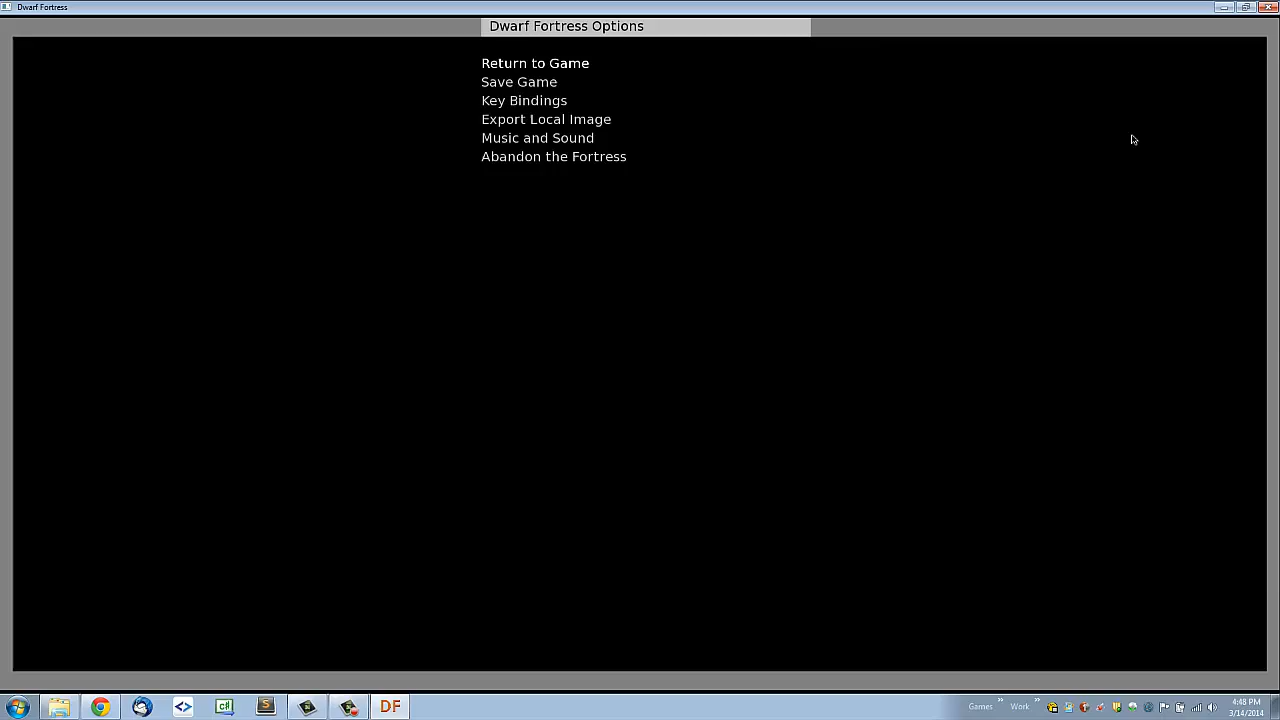 Dwarf Fortress
Dwarf Fortress Options
Return to Game
Save Game
Key Bindings
Export Local Image
Music and Sound
Abandon the Fortress
<>
c#
S
DF
Games »
Work »
4:48 PM
3/14/2014